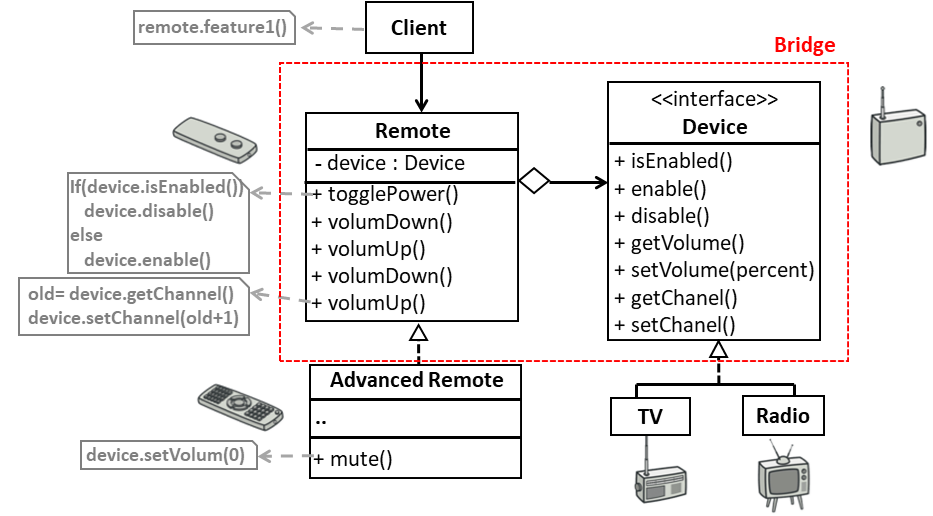 remote.feature1()
Client
Bridge
Remote
- device : Device
+ togglePower()
+ volumDown()
+ volumUp()
+ volumDown()
+ volumUp()
<<interface>>
Device
+ isEnabled()
+ enable()
+ disable()
+ getVolume()
+ setVolume(percent)
+ getChanel()
+ setChanel()
If(device.isEnabled())
device.disable()
else
device.enable()
old= device.getChannel()
device.setChannel(old+1)
Advanced Remote
..
+ mute()
device.setVolum(0)
TV
Radio